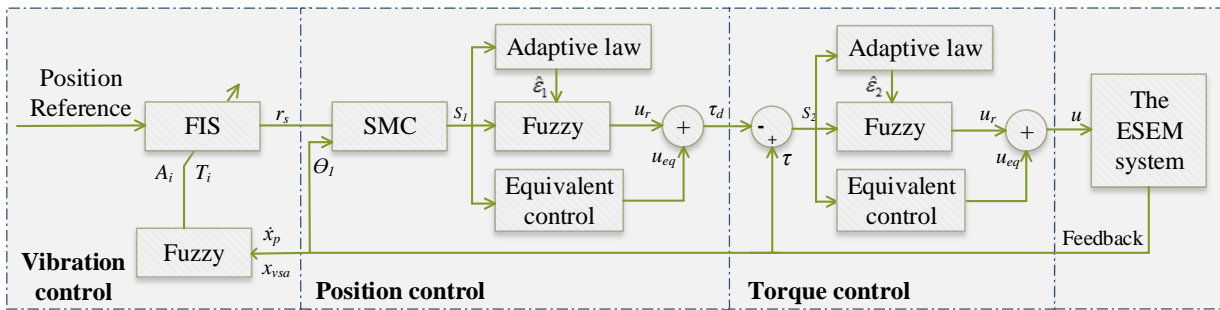 Position
Reference
FIS
A_i
T_i
Fuzzy
ẋ_p
x_vsa
Vibration
control
r_s
SMC
ϴ_1
S_1
Adaptive law
ε̂_1
Fuzzy
Equivalent
control
u_r
+
u_eq
τ_d
Position control
-
+
τ
S_2
Adaptive law
ε̂_2
Fuzzy
Equivalent
control
u_r
+
u_eq
Torque control
u
The
ESEM
system
Feedback